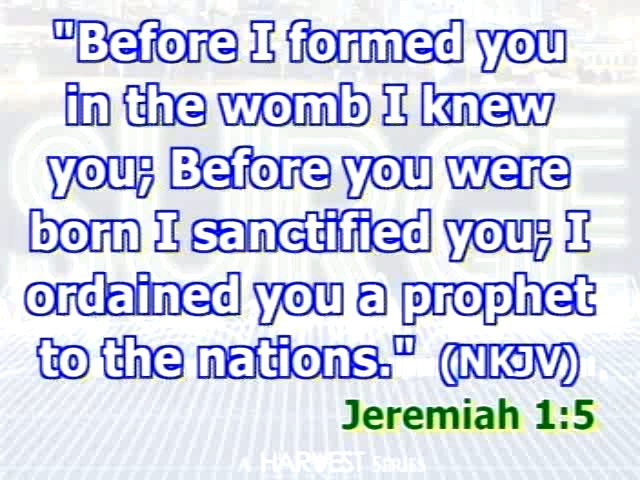 "Before I formed you
in the womb I knew
you; Before you were
born I sanctified you; I
ordained you a prophet
to the nations." (NKJV)
Jeremiah 1:5
SURGE
A HARVEST SERIES